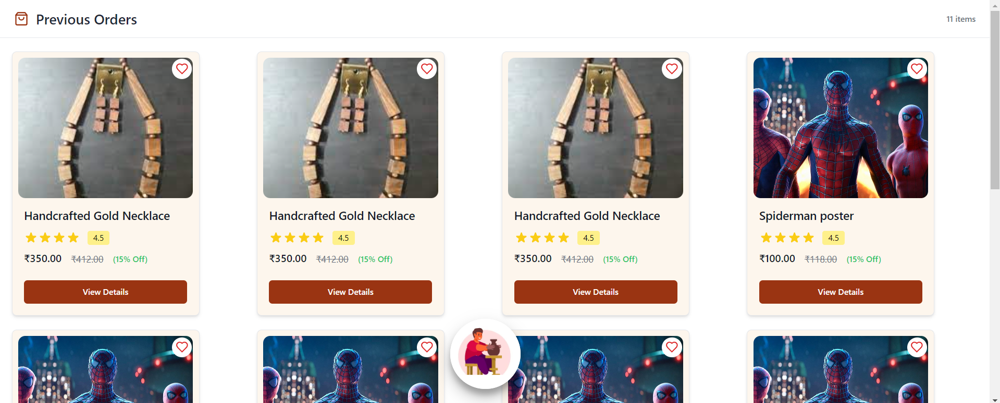 Previous Orders
11 items
Handcrafted Gold Necklace
4.5
₹350.00 ₹412.00 (15% Off)
View Details
Handcrafted Gold Necklace
4.5
₹350.00 ₹412.00 (15% Off)
View Details
Handcrafted Gold Necklace
4.5
₹350.00 ₹412.00 (15% Off)
View Details
Spiderman poster
4.5
₹100.00 ₹118.00 (15% Off)
View Details